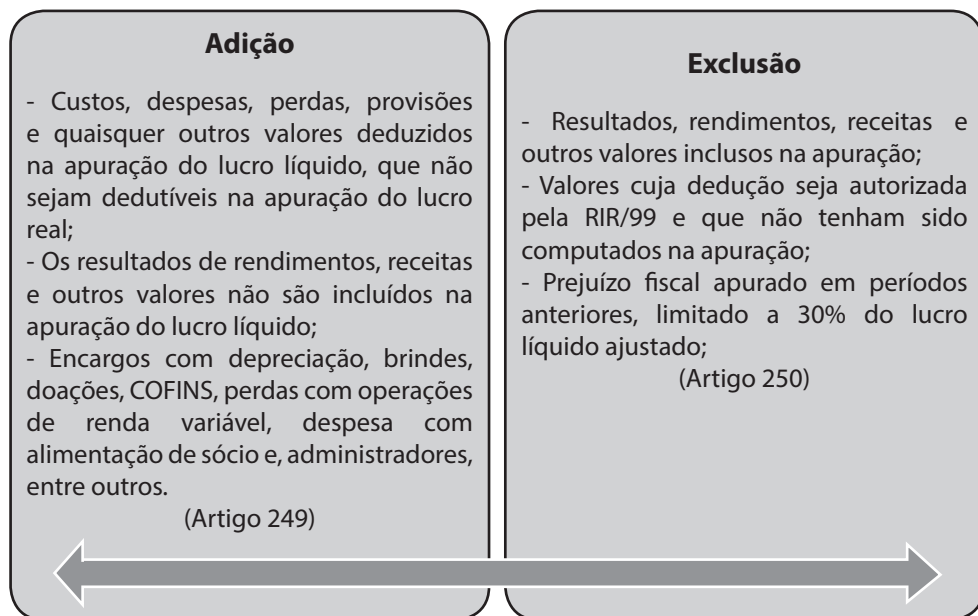 Adição
- Custos, despesas, perdas, provisões
e quaisquer outros valores deduzidos
na apuração do lucro líquido, que não
sejam dedutíveis na apuração do lucro
real;
- Os resultados de rendimentos, receitas
e outros valores não são incluídos na
apuração do lucro líquido;
- Encargos com depreciação, brindes,
doações, COFINS, perdas com operações
de renda variável, despesa com
alimentação de sócio e, administradores,
entre outros.
(Artigo 249)
Exclusão
- Resultados, rendimentos, receitas e
outros valores inclusos na apuração;
- Valores cuja dedução seja autorizada
pela RIR/99 e que não tenham sido
computados na apuração;
- Prejuízo fiscal apurado em períodos
anteriores, limitado a 30% do lucro
líquido ajustado;
(Artigo 250)